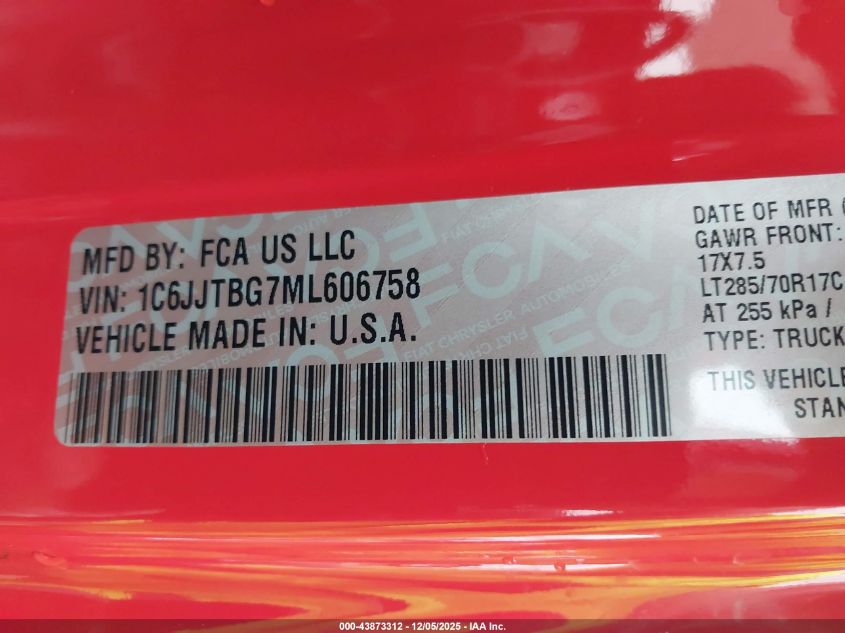 MFD BY: FCA US LLC
VIN: 1C6JJTBG7ML606758
VEHICLE MADE IN: U.S.A.
DATE OF MFR (
GAWR FRONT:
17X7.5
LT285/70R17C
AT 255 kPa /
TYPE: TRUCK
THIS VEHICLE
STAN
000-43873312 - 12/05/2025 - IAA Inc.